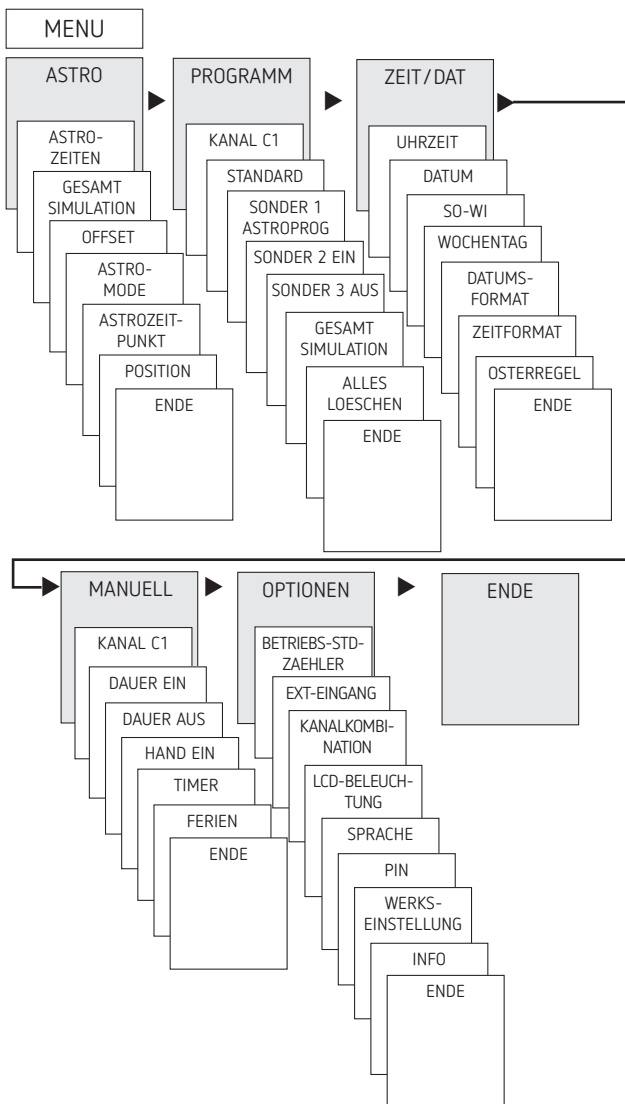 MENU
ASTRO
ASTRO-
ZEITEN
GESAMT
SIMULATION
OFFSET
ASTRO-
MODE
ASTROZEIT-
PUNKT
POSITION
ENDE
PROGRAMM
KANAL C1
STANDARD
SONDER 1
ASTROPROG
SONDER 2 EIN
SONDER 3 AUS
GESAMT
SIMULATION
ALLES
LOESCHEN
ENDE
ZEIT/DAT
UHRZEIT
DATUM
SO-WI
WOCHENTAG
DATUMS-
FORMAT
ZEITFORMAT
OSTERREGEL
ENDE
MANUELL
KANAL C1
DAUER EIN
DAUER AUS
HAND EIN
TIMER
FERIEN
ENDE
OPTIONEN
BETRIEBS-STD-
ZAEHLER
EXT-EINGANG
KANALKOMBI-
NATION
LCD-BELEUCH-
TUNG
SPRACHE
PIN
WERKS-
EINSTELLUNG
INFO
ENDE
ENDE